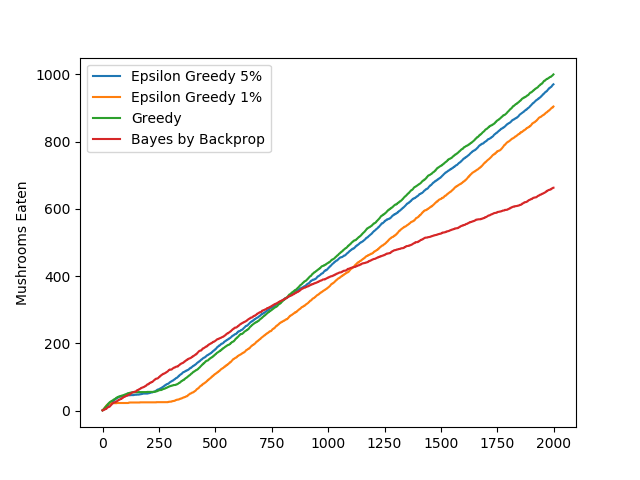 Epsilon Greedy 5%
Epsilon Greedy 1%
Greedy
Bayes by Backprop
Mushrooms Eaten
1000
800
600
400
200
0
0 250 500 750 1000 1250 1500 1750 2000